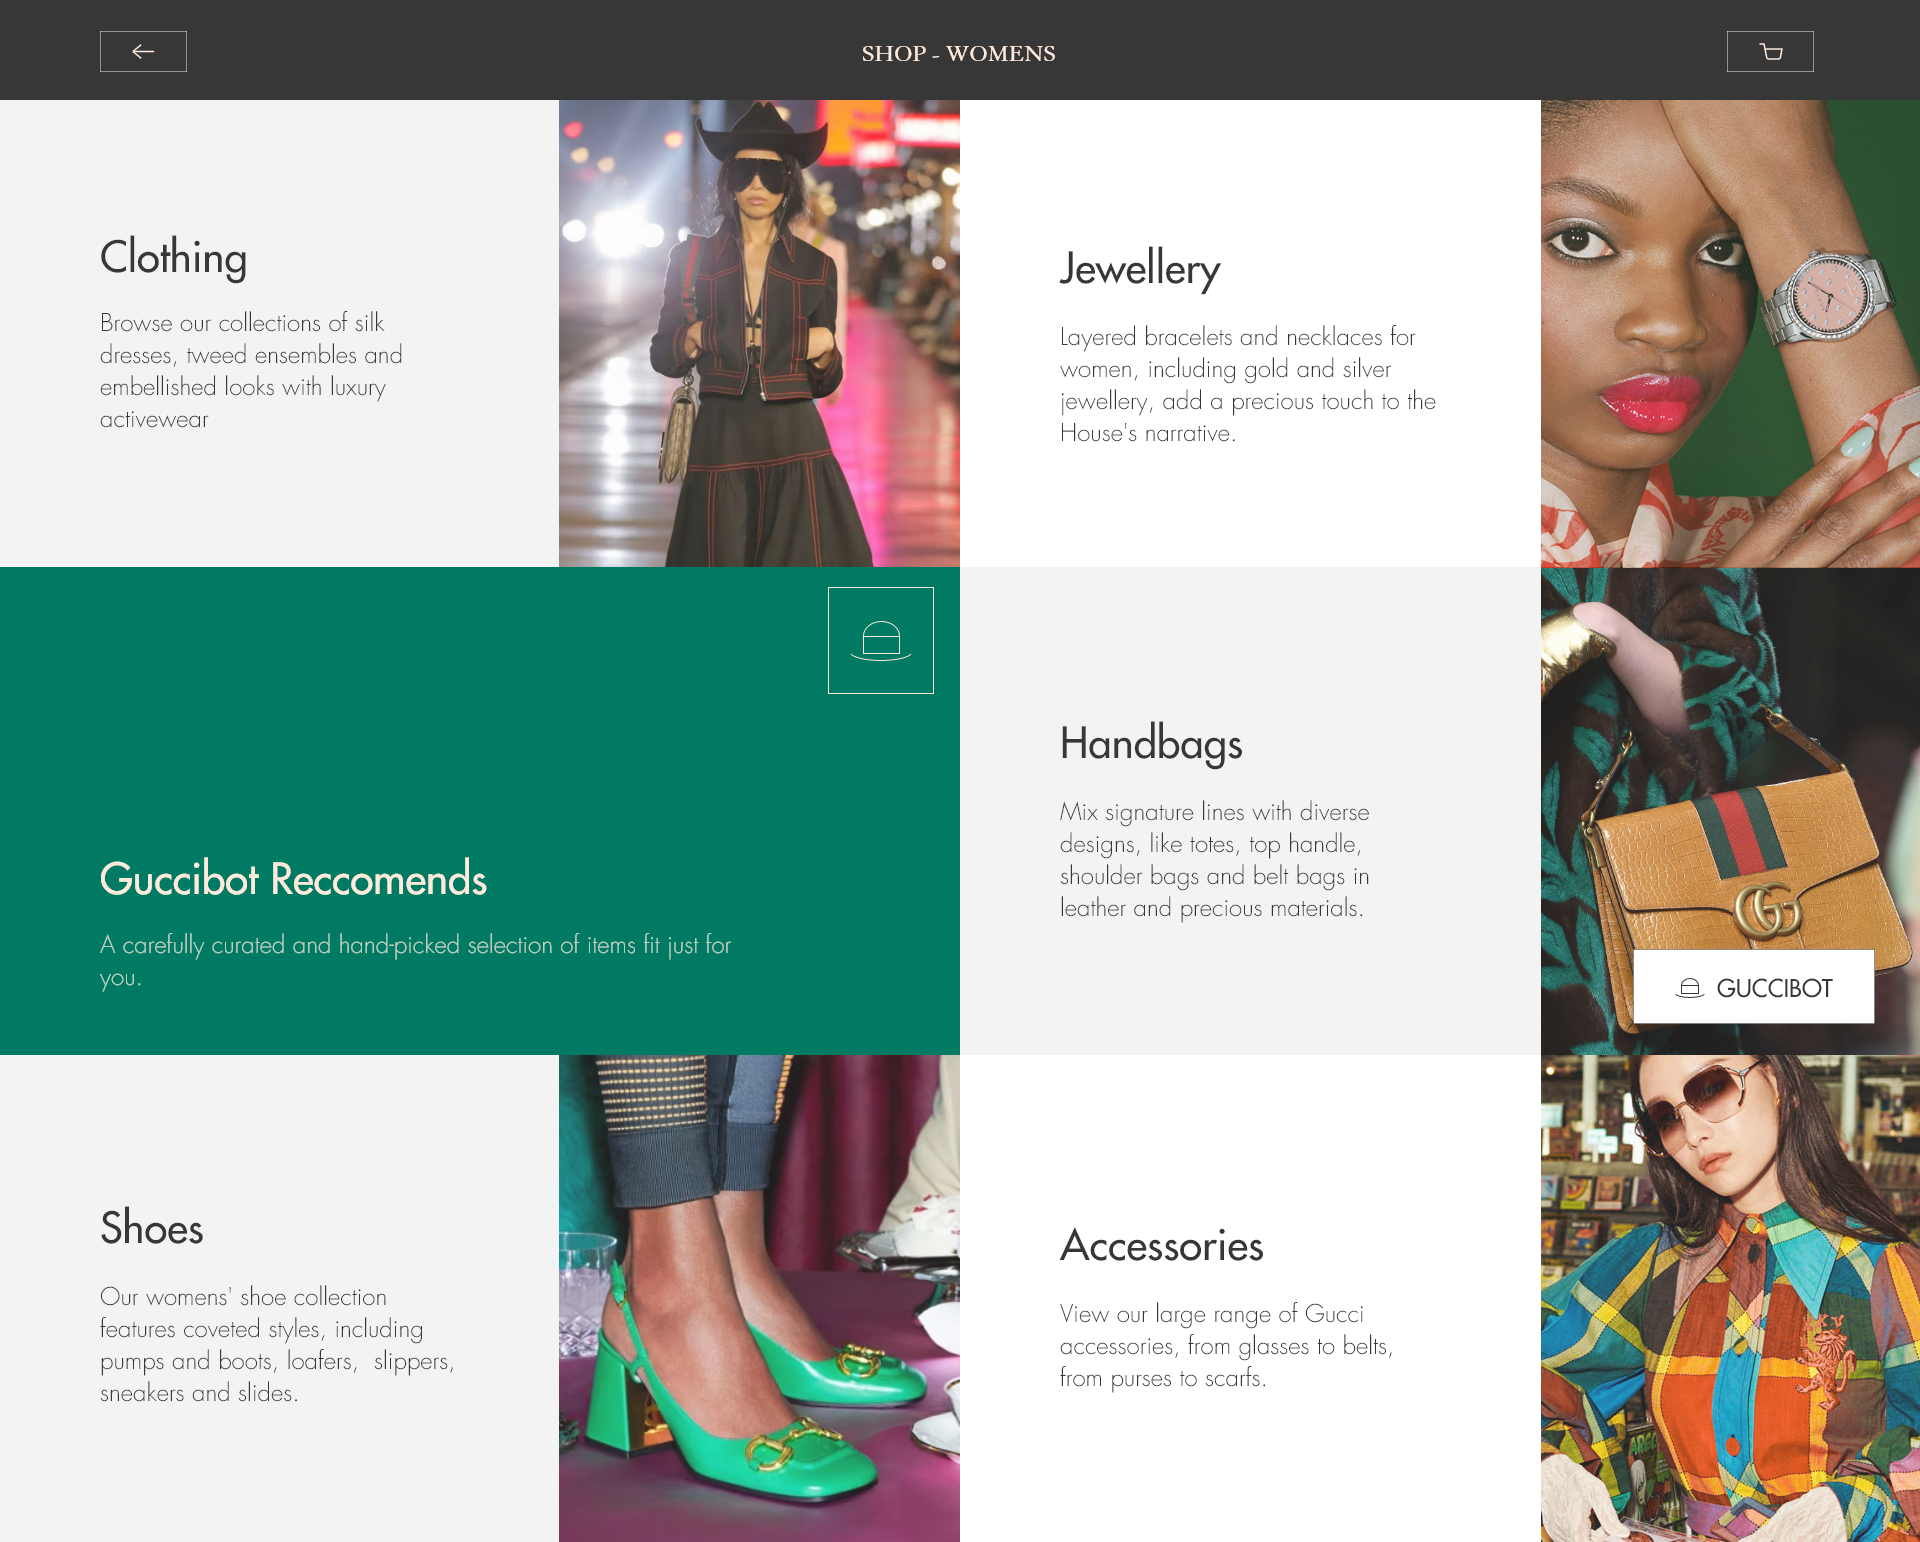 SHOP - WOMENS
Clothing
Browse our collections of silk
dresses, tweed ensembles and
embellished looks with luxury
activewear
Jewellery
Layered bracelets and necklaces for
women, including gold and silver
jewellery, add a precious touch to the
House's narrative.
Guccibot Reccomends
A carefully curated and hand-picked selection of items fit just for
you.
Handbags
Mix signature lines with diverse
designs, like totes, top handle,
shoulder bags and belt bags in
leather and precious materials.
GG
GUCCIBOT
Shoes
Our womens' shoe collection
features coveted styles, including
pumps and boots, loafers,  slippers,
sneakers and slides.
Accessories
View our large range of Gucci
accessories, from glasses to belts,
from purses to scarfs.